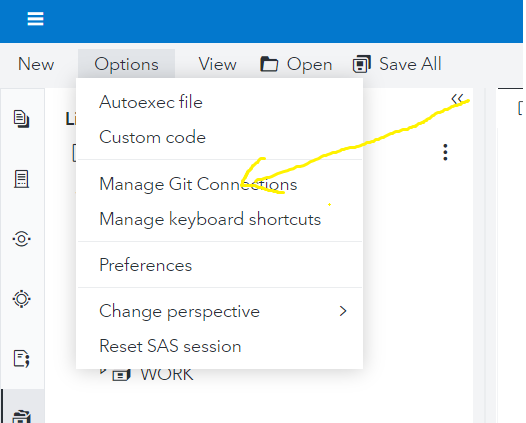 New Options View Open Save All
Li
Autoexec file
Custom code
Manage Git Connections
Manage keyboard shortcuts
Preferences
Change perspective
Reset SAS session
WORK